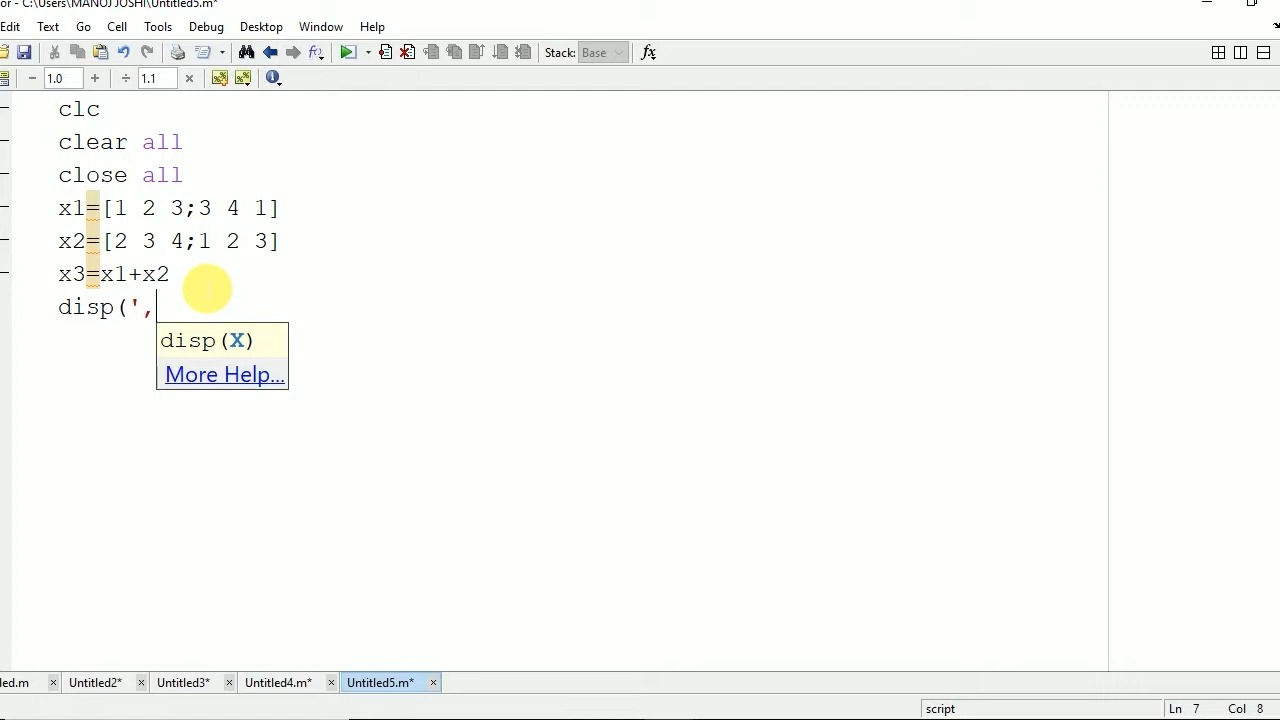 or - C:\Users\MANOJ JOSHI\Untitled5.m*
Edit Text Go Cell Tools Debug Desktop Window Help
Stack: Base fx
− 1.0 + ÷ 1.1 ×
clc
clear all
close all
x1=[1 2 3;3 4 1]
x2=[2 3 4;1 2 3]
x3=x1+x2
disp(',
disp(X)
More Help...
led.m × Untitled2* × Untitled3* × Untitled4.m* × Untitled5.m* ×
script Ln 7 Col 8